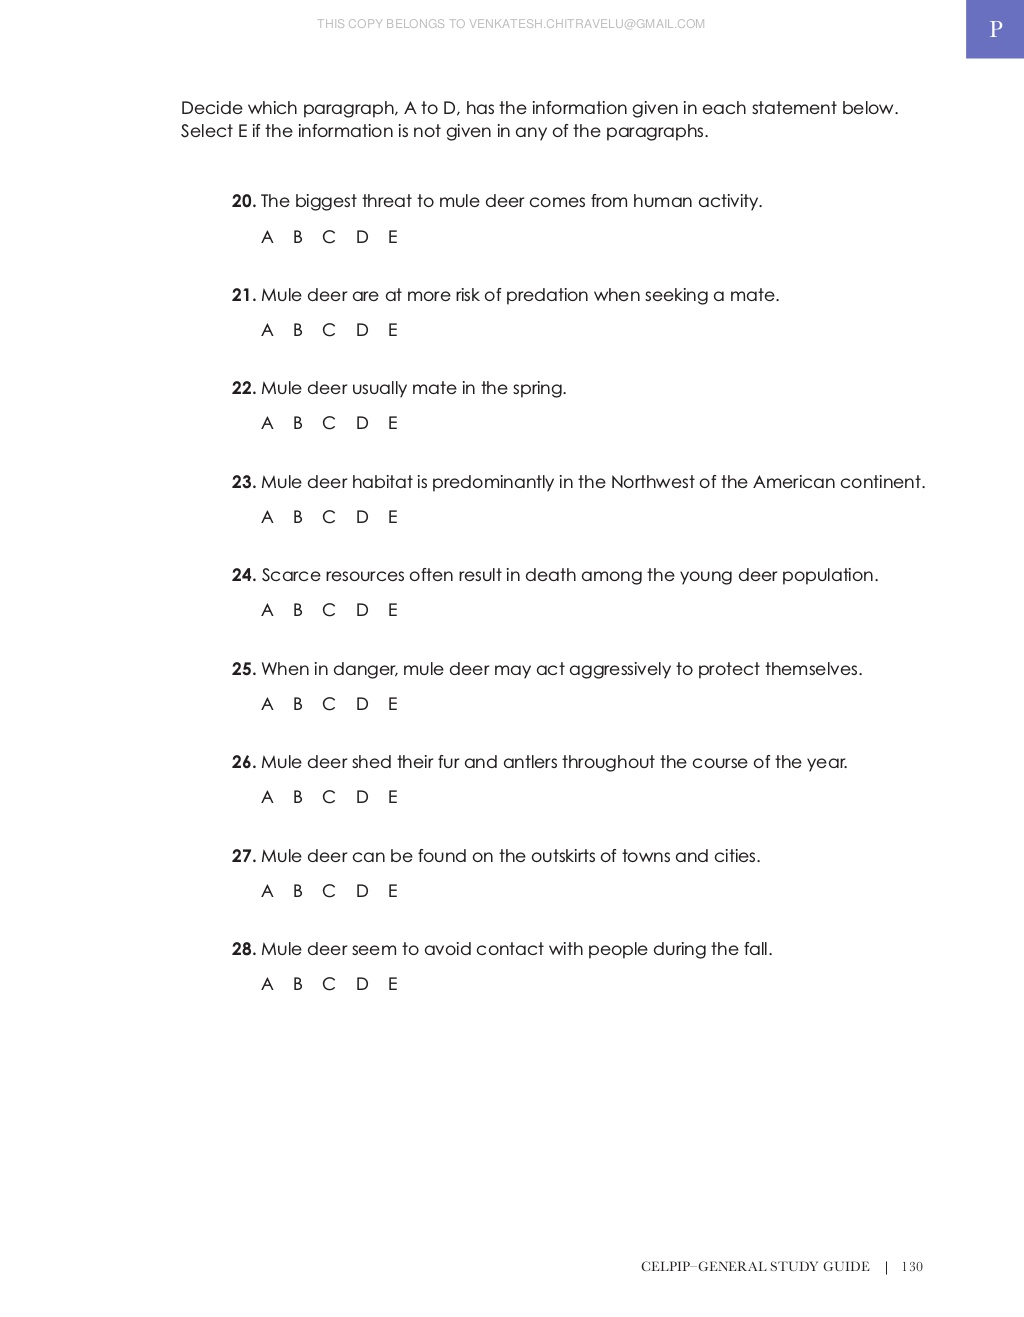 THIS COPY BELONGS TO VENKATESH.CHITRAVELU@GMAIL.COM
P
Decide which paragraph, A to D, has the information given in each statement below.
Select E if the information is not given in any of the paragraphs.
20. The biggest threat to mule deer comes from human activity.
A B C D E
21. Mule deer are at more risk of predation when seeking a mate.
A B C D E
22. Mule deer usually mate in the spring.
A B C D E
23. Mule deer habitat is predominantly in the Northwest of the American continent.
A B C D E
24. Scarce resources often result in death among the young deer population.
A B C D E
25. When in danger, mule deer may act aggressively to protect themselves.
A B C D E
26. Mule deer shed their fur and antlers throughout the course of the year.
A B C D E
27. Mule deer can be found on the outskirts of towns and cities.
A B C D E
28. Mule deer seem to avoid contact with people during the fall.
A B C D E
CELPIP–GENERAL STUDY GUIDE | 130